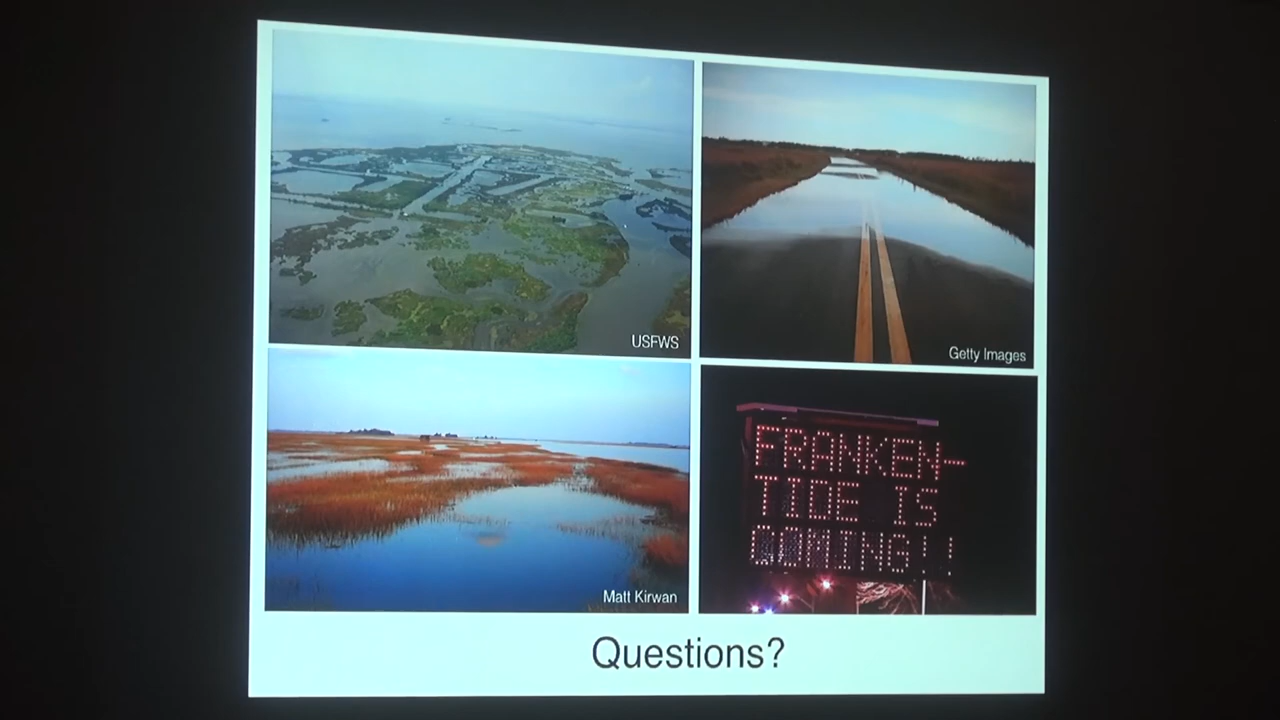 USFWS
Getty Images
FRANKEN-
TIDE IS
COMING!!
Matt Kirwan
Questions?